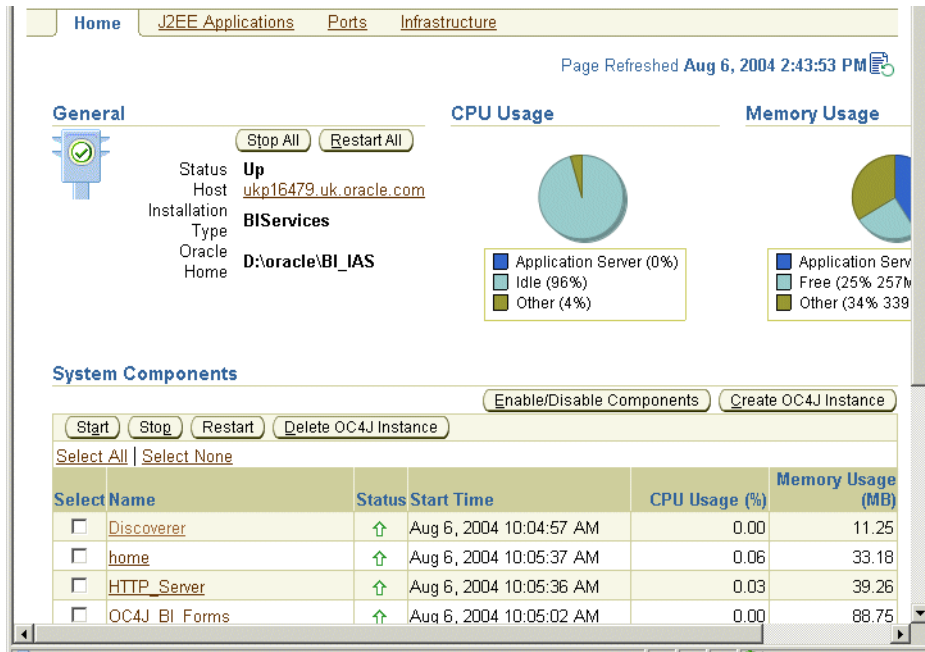 Home J2EE Applications Ports Infrastructure
Page Refreshed Aug 6, 2004 2:43:53 PM
General
Stop All Restart All
Status Up
Host ukp16479.uk.oracle.com
Installation Type BIServices
Oracle Home D:\oracle\BI_IAS
CPU Usage
Application Server (0%)
Idle (96%)
Other (4%)
Memory Usage
Application Serv
Free (25% 257M
Other (34% 339
System Components
Enable/Disable Components Create OC4J Instance
Start Stop Restart Delete OC4J Instance
Select All | Select None
Select Name Status Start Time CPU Usage (%) Memory Usage (MB)
Discoverer Aug 6, 2004 10:04:57 AM 0.00 11.25
home Aug 6, 2004 10:05:37 AM 0.06 33.18
HTTP_Server Aug 6, 2004 10:05:36 AM 0.03 39.26
OC4J_BI_Forms Aug 6, 2004 10:05:02 AM 0.00 88.75